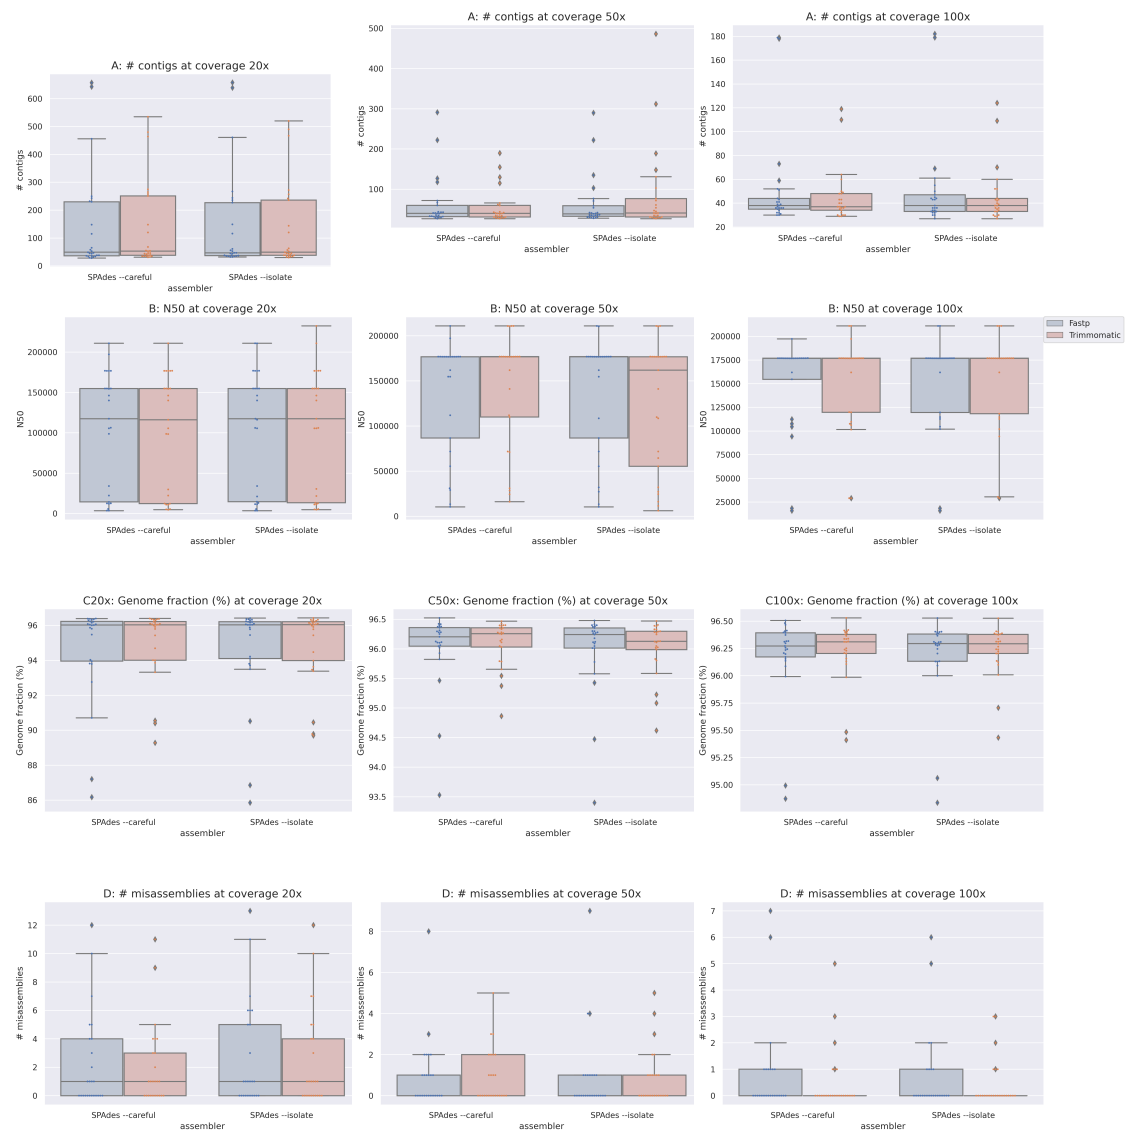 A: # contigs at coverage 20x
# contigs
600
500
400
300
200
100
0
SPAdes --careful
SPAdes --isolate
assembler
A: # contigs at coverage 50x
# contigs
500
400
300
200
100
SPAdes --careful
SPAdes --isolate
assembler
A: # contigs at coverage 100x
# contigs
180
160
140
120
100
80
60
40
20
SPAdes --careful
SPAdes --isolate
assembler
B: N50 at coverage 20x
N50
200000
150000
100000
50000
0
SPAdes --careful
SPAdes --isolate
assembler
B: N50 at coverage 50x
N50
200000
150000
100000
50000
0
SPAdes --careful
SPAdes --isolate
assembler
B: N50 at coverage 100x
N50
200000
175000
150000
125000
100000
75000
50000
25000
SPAdes --careful
SPAdes --isolate
assembler
Fastp
Trimmomatic
C20x: Genome fraction (%) at coverage 20x
Genome fraction (%)
96
94
92
90
88
86
SPAdes --careful
SPAdes --isolate
assembler
C50x: Genome fraction (%) at coverage 50x
Genome fraction (%)
96.5
96.0
95.5
95.0
94.5
94.0
93.5
SPAdes --careful
SPAdes --isolate
assembler
C100x: Genome fraction (%) at coverage 100x
Genome fraction (%)
96.50
96.25
96.00
95.75
95.50
95.25
95.00
SPAdes --careful
SPAdes --isolate
assembler
D: # misassemblies at coverage 20x
# misassemblies
12
10
8
6
4
2
0
SPAdes --careful
SPAdes --isolate
assembler
D: # misassemblies at coverage 50x
# misassemblies
8
6
4
2
0
SPAdes --careful
SPAdes --isolate
assembler
D: # misassemblies at coverage 100x
# misassemblies
7
6
5
4
3
2
1
0
SPAdes --careful
SPAdes --isolate
assembler